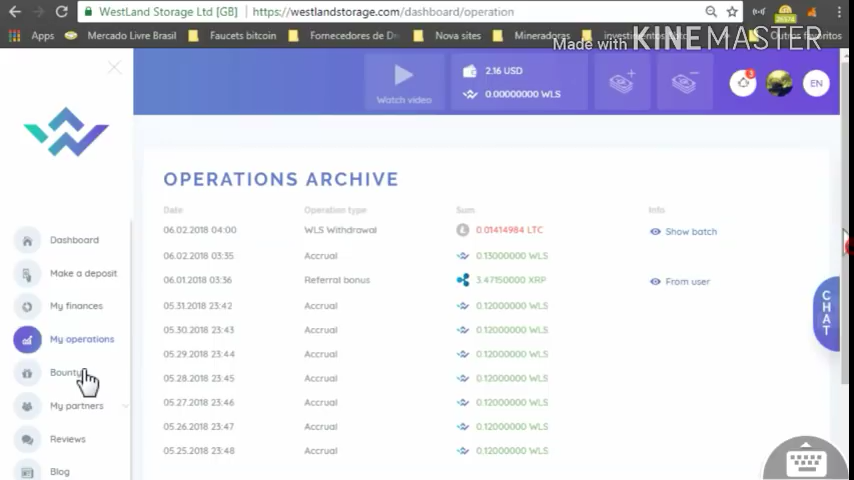 WestLand Storage Ltd [GB] https://westlandstorage.com/dashboard/operation
Apps Mercado Livre Brasil Faucets bitcoin Fornecedores de De Nova sites Mineradoras Outros favoritos
Made with KINEMASTER
Watch video
2.16 USD
0.00000000 WLS
3
EN
OPERATIONS ARCHIVE
Date Operation type Sum Info
06.02.2018 04:00 WLS Withdrawal 0.01414984 LTC Show batch
06.02.2018 03:35 Accrual 0.13000000 WLS
06.01.2018 03:36 Referral bonus 3.47150000 XRP From user
05.31.2018 23:42 Accrual 0.12000000 WLS
05.30.2018 23:43 Accrual 0.12000000 WLS
05.29.2018 23:44 Accrual 0.12000000 WLS
05.28.2018 23:45 Accrual 0.12000000 WLS
05.27.2018 23:46 Accrual 0.12000000 WLS
05.26.2018 23:47 Accrual 0.12000000 WLS
05.25.2018 23:48 Accrual 0.12000000 WLS
Dashboard
Make a deposit
My finances
My operations
Bounty
My partners
Reviews
Blog
CHAT